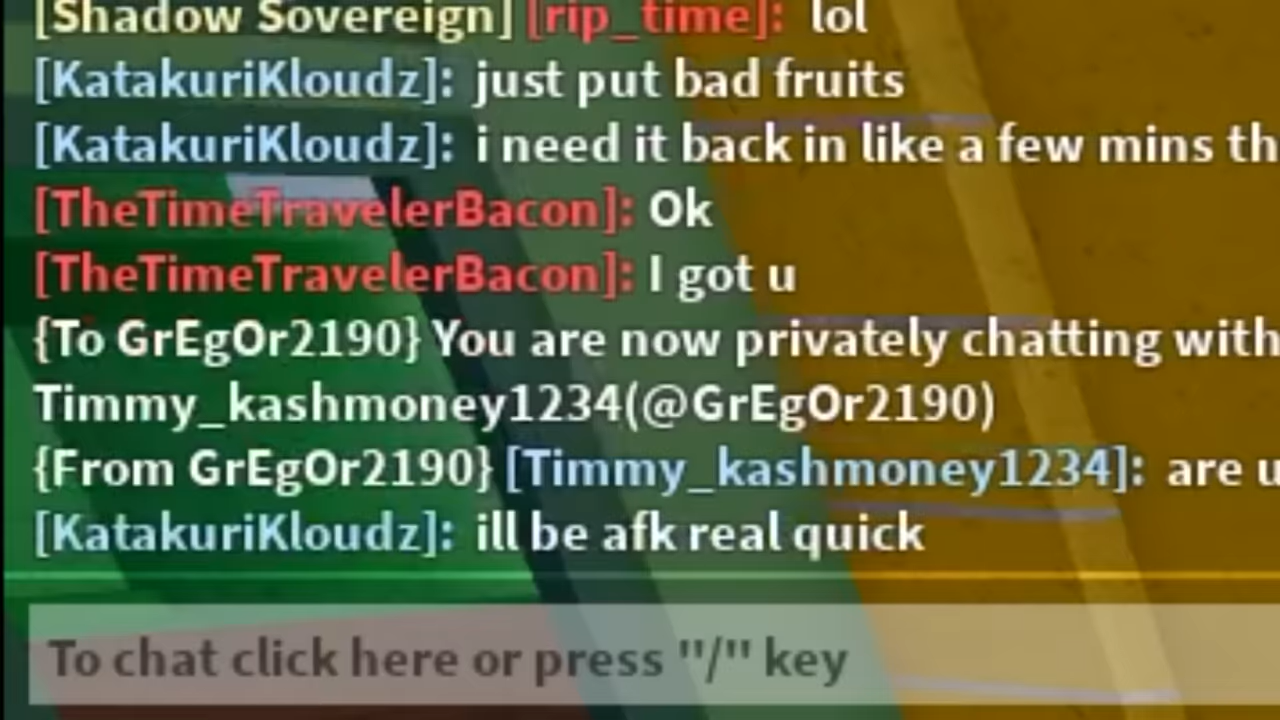 [Shadow Sovereign] [rip_time]: lol
[KatakuriKloudz]: just put bad fruits
[KatakuriKloudz]: i need it back in like a few mins th
[TheTimeTravelerBacon]: Ok
[TheTimeTravelerBacon]: I got u
{To GrEgOr2190} You are now privately chatting with
Timmy_kashmoney1234(@GrEgOr2190)
{From GrEgOr2190} [Timmy_kashmoney1234]: are u
[KatakuriKloudz]: ill be afk real quick
To chat click here or press "/" key